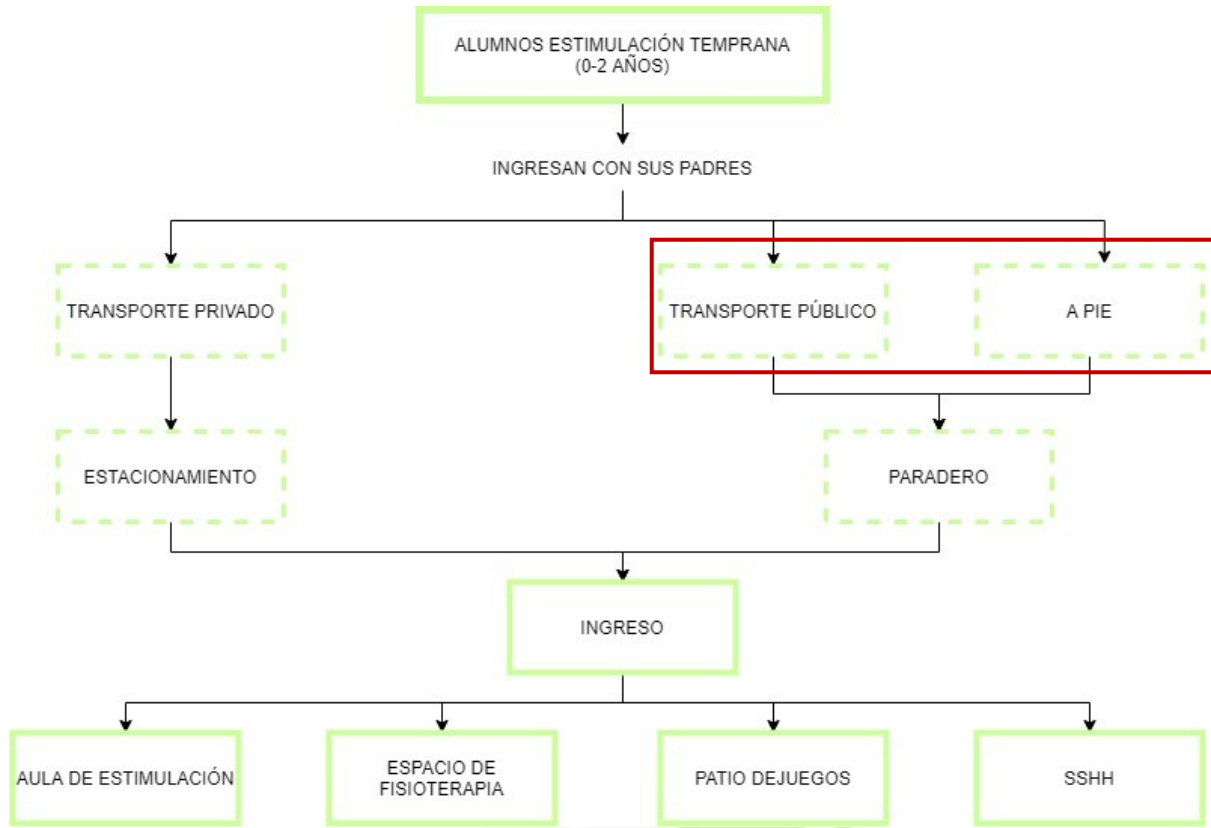 ALUMNOS ESTIMULACIÓN TEMPRANA
(0-2 AÑOS)
INGRESAN CON SUS PADRES
TRANSPORTE PRIVADO
TRANSPORTE PÚBLICO
A PIE
ESTACIONAMIENTO
PARADERO
INGRESO
AULA DE ESTIMULACIÓN
ESPACIO DE
FISIOTERAPIA
PATIO DEJUEGOS
SSHH